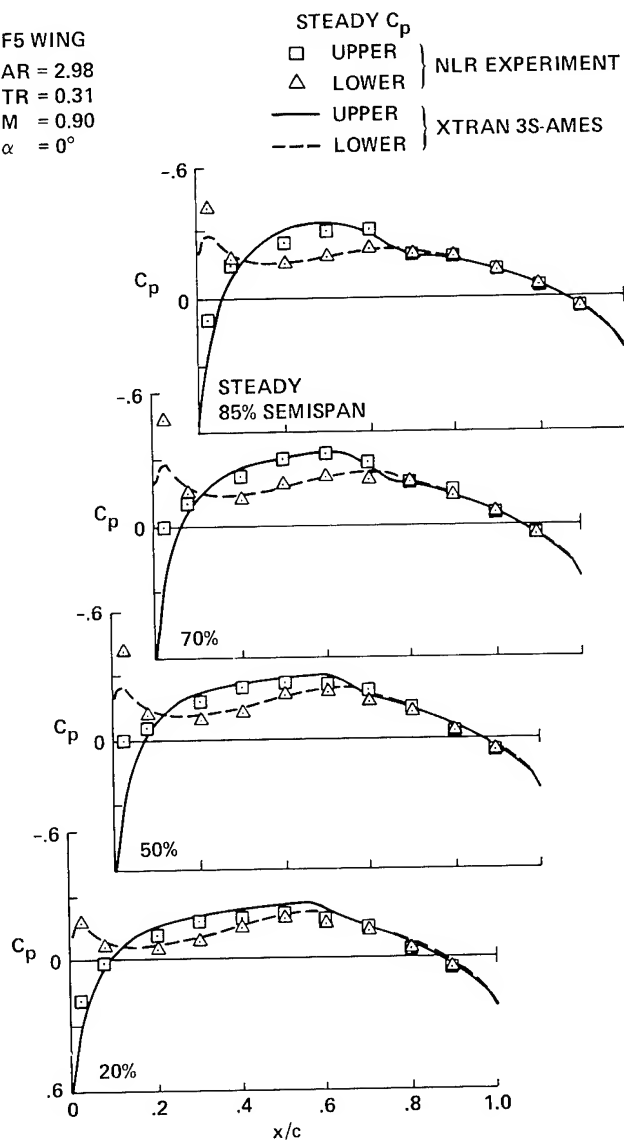 F5 WING
AR = 2.98
TR = 0.31
M = 0.90
α = 0°
STEADY Cp
UPPER
LOWER
NLR EXPERIMENT
UPPER
LOWER
XTRAN 3S-AMES
-.6
Cp
0
STEADY
85% SEMISPAN
-.6
Cp
0
70%
-.6
Cp
0
50%
-.6
Cp
0
.6
20%
0 .2 .4 .6 .8 1.0
x/c